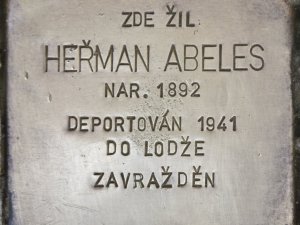 ZDE ŽIL
HEŘMAN ABELES
NAR. 1892
DEPORTOVÁN 1941
DO LODŽE
ZAVRAŽDĚN